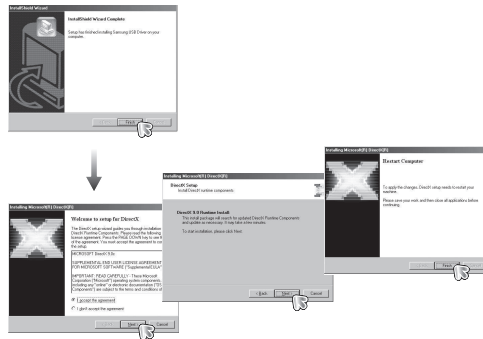 InstallShield Wizard
InstallShield Wizard Complete
Setup has finished installing Samsung USB Driver on your
computer.
Finish
Installing Microsoft(R) DirectX(R)
Welcome to setup for DirectX
The DirectX setup wizard guides you through installation
DirectX Runtime Components. Please read the following
license agreement. Press the PAGE DOWN key to see
of the agreement. You must accept the agreement to
the setup.
MICROSOFT DirectX 9.0c
SUPPLEMENTAL END USER LICENSE AGREEMENT
FOR MICROSOFT SOFTWARE ("Supplemental EULA"
IMPORTANT: READ CAREFULLY - These Microsoft
Corporation ("Microsoft") operating system components,
including any "online" or electronic documentation ("OS
Components") are subject to the terms and conditions
I accept the agreement
I don't accept the agreement
Next >
Cancel
Installing Microsoft(R) DirectX(R)
DirectX Setup
Install DirectX runtime components
DirectX 9.0 Runtime Install
This install package will search for updated DirectX Runtime Components
and update as necessary. It may take a few minutes.
To start installation, please click Next.
< Back
Next >
Cancel
Installing Microsoft(R) DirectX(R)
Restart Computer
To apply the changes, DirectX setup needs to restart your
machine.
Please save your work and then close all applications before
continuing.
Finish